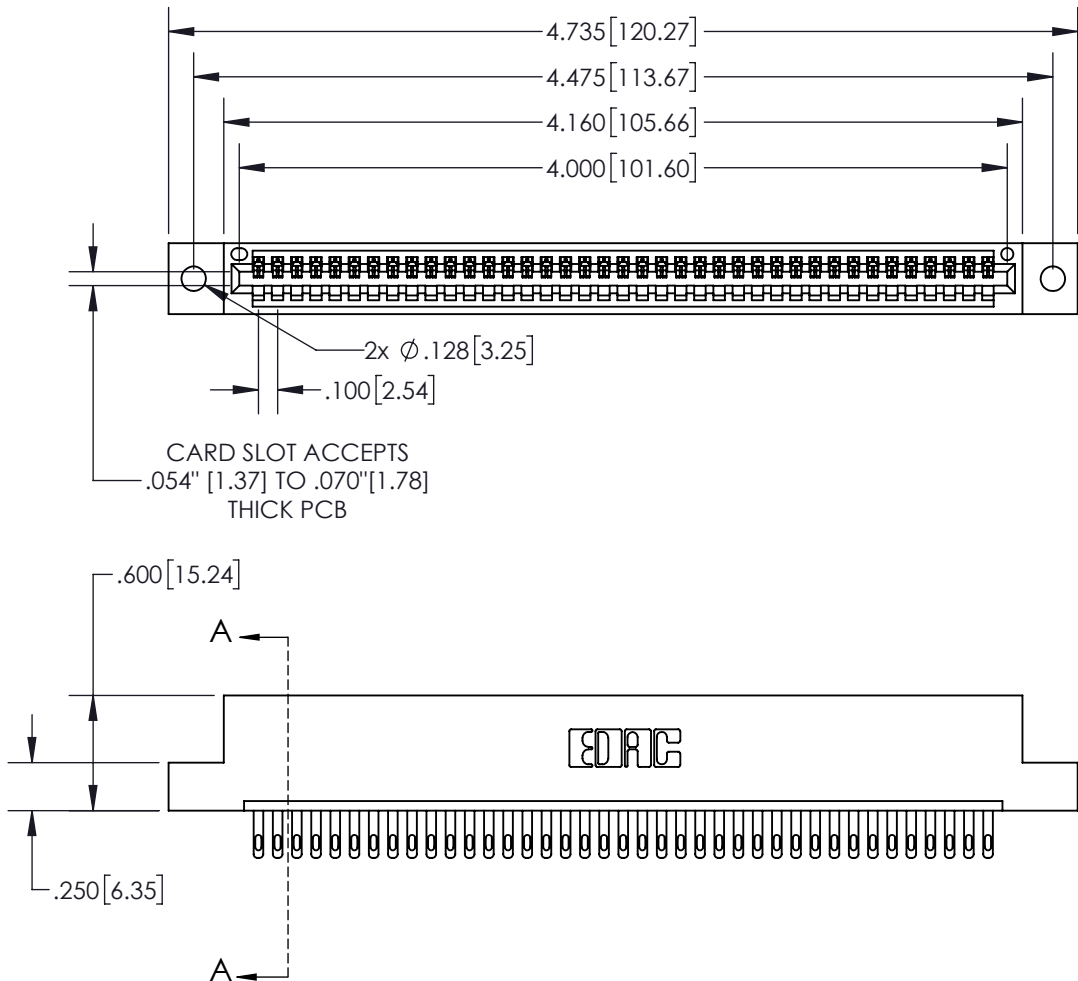 4.735[120.27]
4.475[113.67]
4.160[105.66]
4.000[101.60]
2x ∅.128[3.25]
.100[2.54]
CARD SLOT ACCEPTS
.054" [1.37] TO .070"[1.78]
THICK PCB
.600[15.24]
A
EDAC
.250[6.35]
A